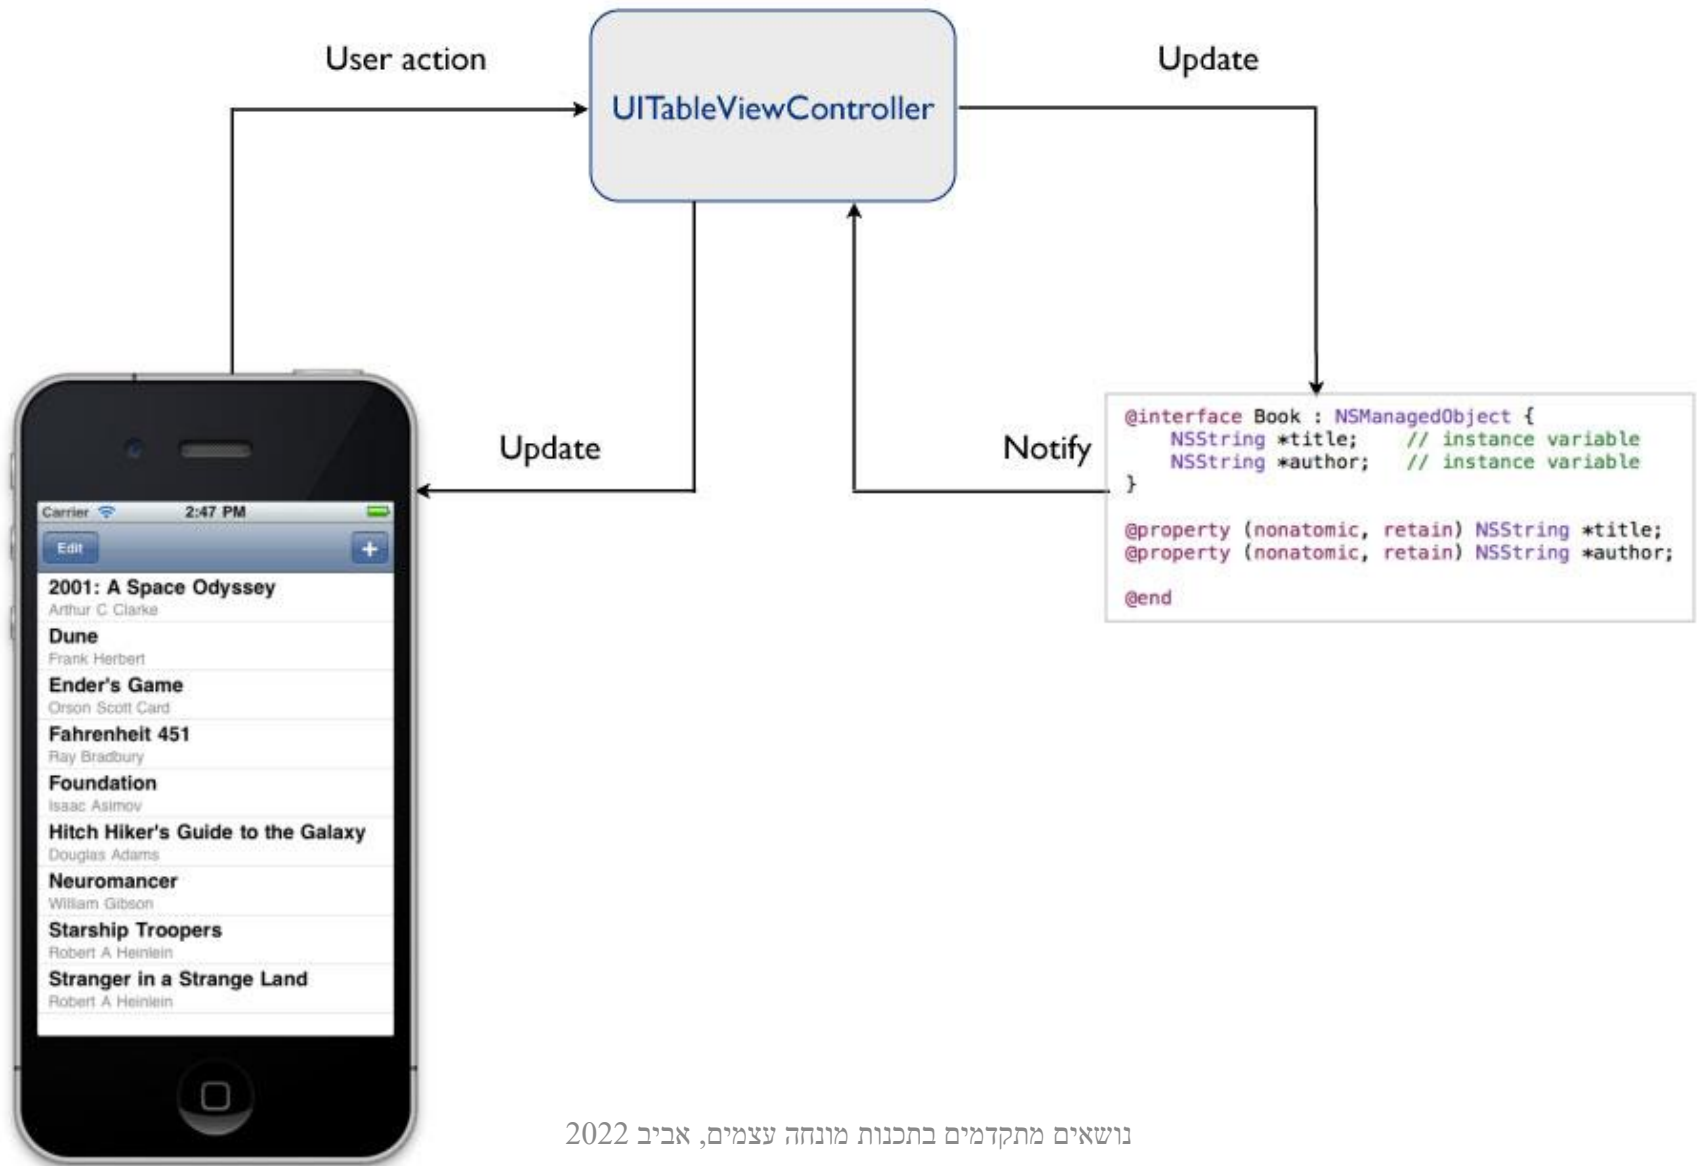 User action
UITableViewController
Update
Update
Notify
@interface Book : NSManagedObject {
NSString *title; // instance variable
NSString *author; // instance variable
}
@property (nonatomic, retain) NSString *title;
@property (nonatomic, retain) NSString *author;
@end
Carrier 2:47 PM
Edit +
2001: A Space Odyssey
Arthur C Clarke
Dune
Frank Herbert
Ender's Game
Orson Scott Card
Fahrenheit 451
Ray Bradbury
Foundation
Isaac Asimov
Hitch Hiker's Guide to the Galaxy
Douglas Adams
Neuromancer
William Gibson
Starship Troopers
Robert A Heinlein
Stranger in a Strange Land
Robert A Heinlein
נושאים מתקדמים בתכנות מונחה עצמים, אביב 2022